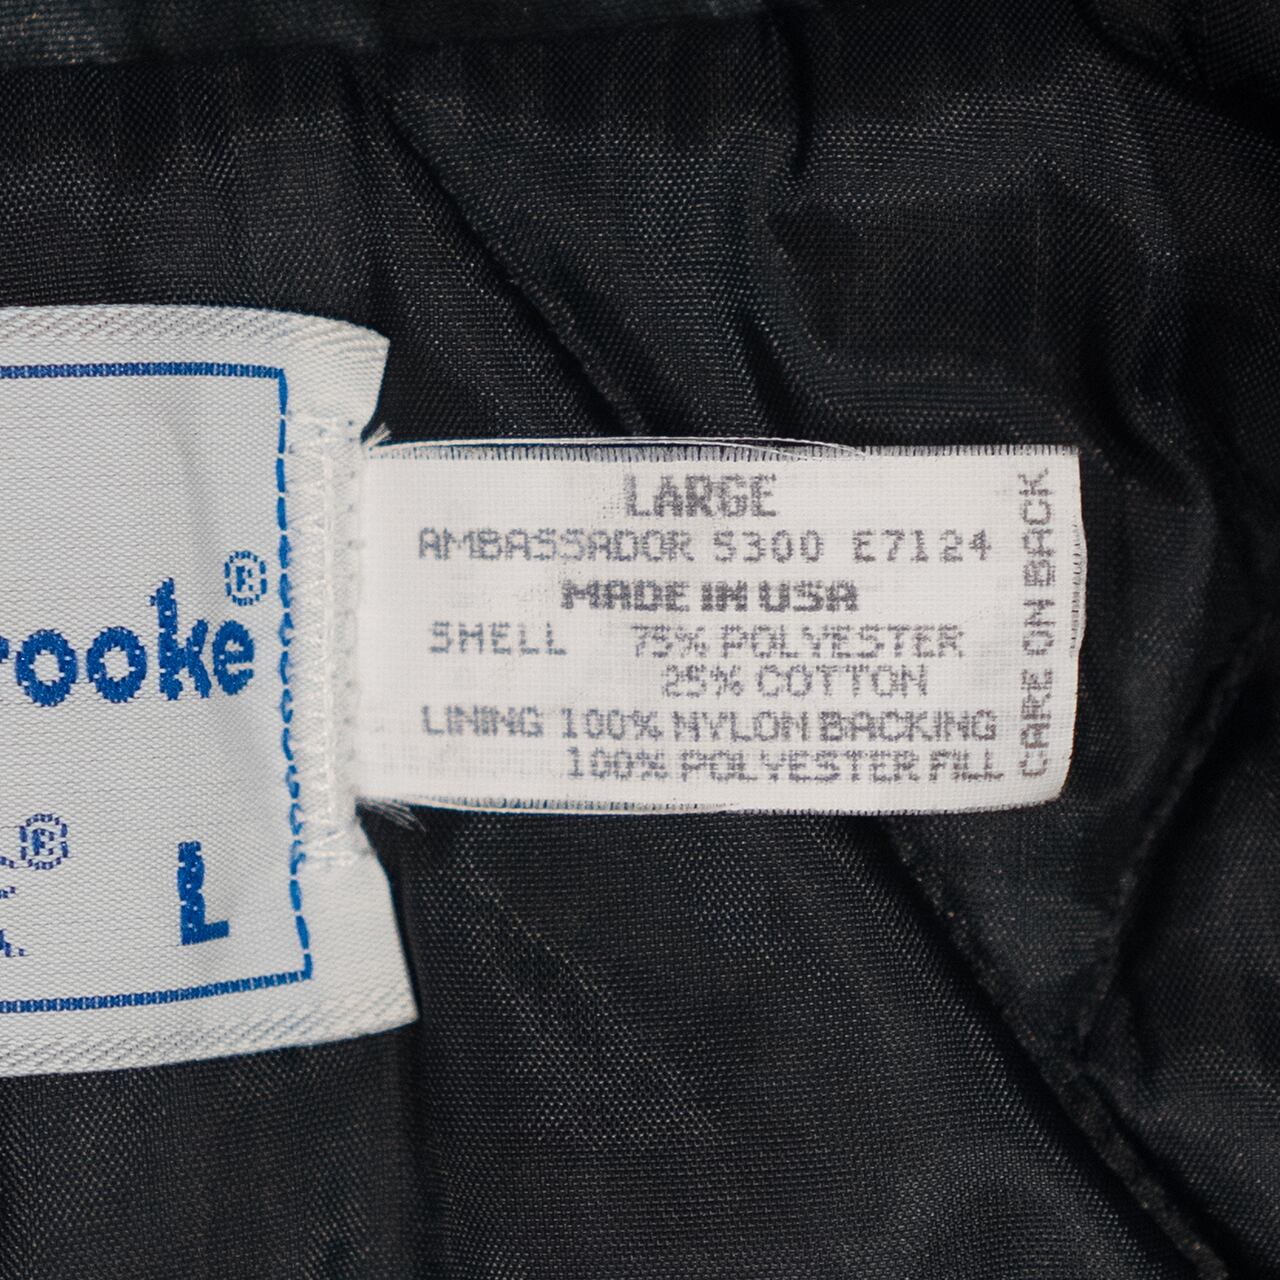 rooke®
L
LARGE
AMBASSADOR 5300 E7124
MADE IN USA
SHELL 75% POLYESTER
25% COTTON
LINING 100% NYLON BACKING
100% POLYESTER FILL
CARE ON BACK